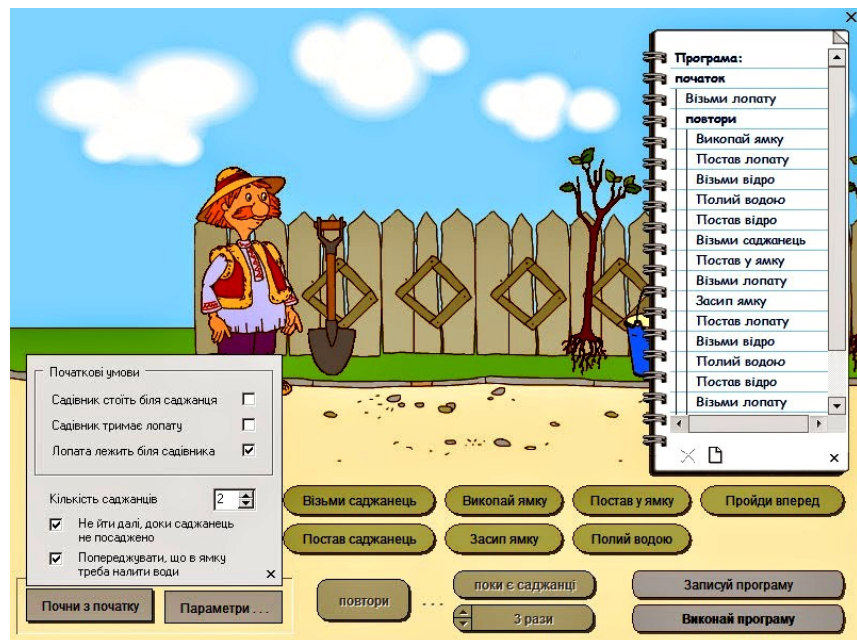 Програма:
початок
Візьми лопату
повтори
Викопай ямку
Постав лопату
Візьми відро
Полий водою
Постав відро
Візьми саджанець
Постав у ямку
Візьми лопату
Засип ямку
Постав лопату
Візьми відро
Полий водою
Постав відро
Візьми лопату
Початкові умови
Садівник стоїть біля саджанця
Садівник тримає лопату
Лопата лежить біля садівника
Кількість саджанців 2
Не йти далі, доки саджанець
не посаджено
Попереджувати, що в ямку
треба налити води
Візьми саджанець Викопай ямку Постав у ямку Пройди вперед
Постав саджанець Засип ямку Полий водою
Почни з початку Параметри . . .
повтори . . . поки є саджанці
3 рази
Записуй програму
Виконай програму